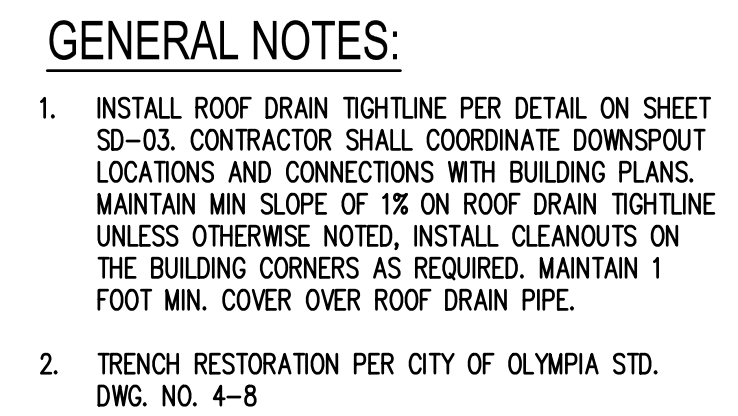 GENERAL NOTES:
1. INSTALL ROOF DRAIN TIGHTLINE PER DETAIL ON SHEET
SD-03. CONTRACTOR SHALL COORDINATE DOWNSPOUT
LOCATIONS AND CONNECTIONS WITH BUILDING PLANS.
MAINTAIN MIN SLOPE OF 1% ON ROOF DRAIN TIGHTLINE
UNLESS OTHERWISE NOTED, INSTALL CLEANOUTS ON
THE BUILDING CORNERS AS REQUIRED. MAINTAIN 1
FOOT MIN. COVER OVER ROOF DRAIN PIPE.
2. TRENCH RESTORATION PER CITY OF OLYMPIA STD.
DWG. NO. 4-8